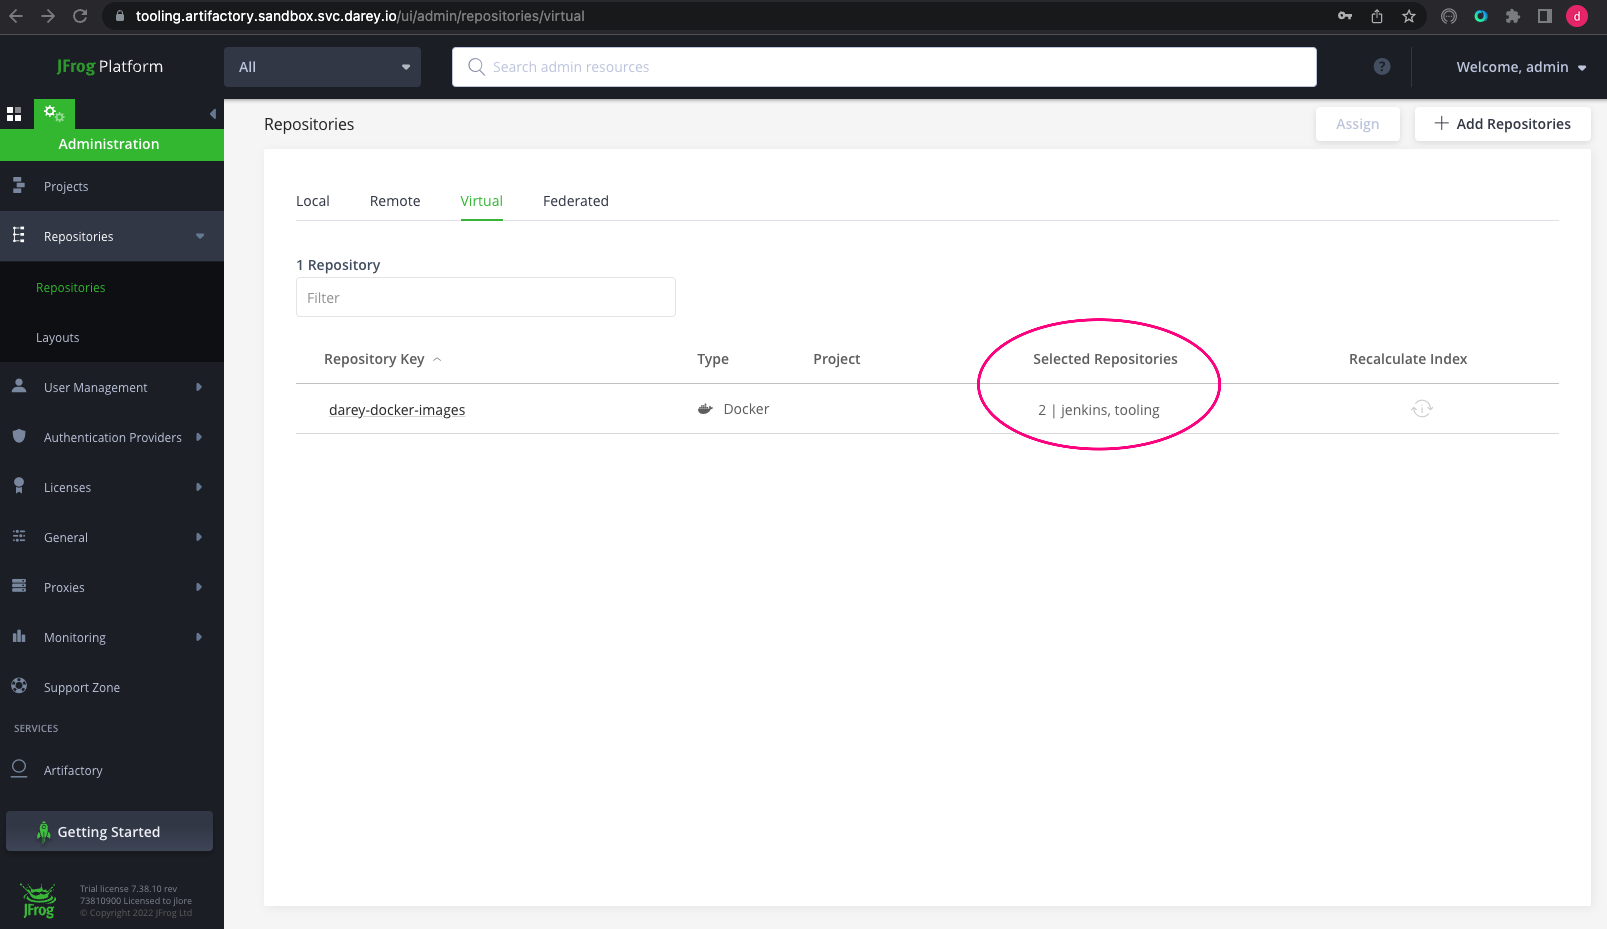 tooling.artifactory.sandbox.svc.darey.io/ui/admin/repositories/virtual
d
JFrog Platform
All
Search admin resources
?
Welcome, admin
Administration
Projects
Repositories
Repositories
Layouts
User Management
Authentication Providers
Licenses
General
Proxies
Monitoring
Support Zone
SERVICES
Artifactory
Getting Started
JFrog
Trial license 7.38.10 rev
73810900 Licensed to jlore
© Copyright 2022 JFrog Ltd
Repositories
Assign
Add Repositories
Local Remote Virtual Federated
1 Repository
Filter
Repository Key Type Project Selected Repositories Recalculate Index
darey-docker-images Docker 2 | jenkins, tooling